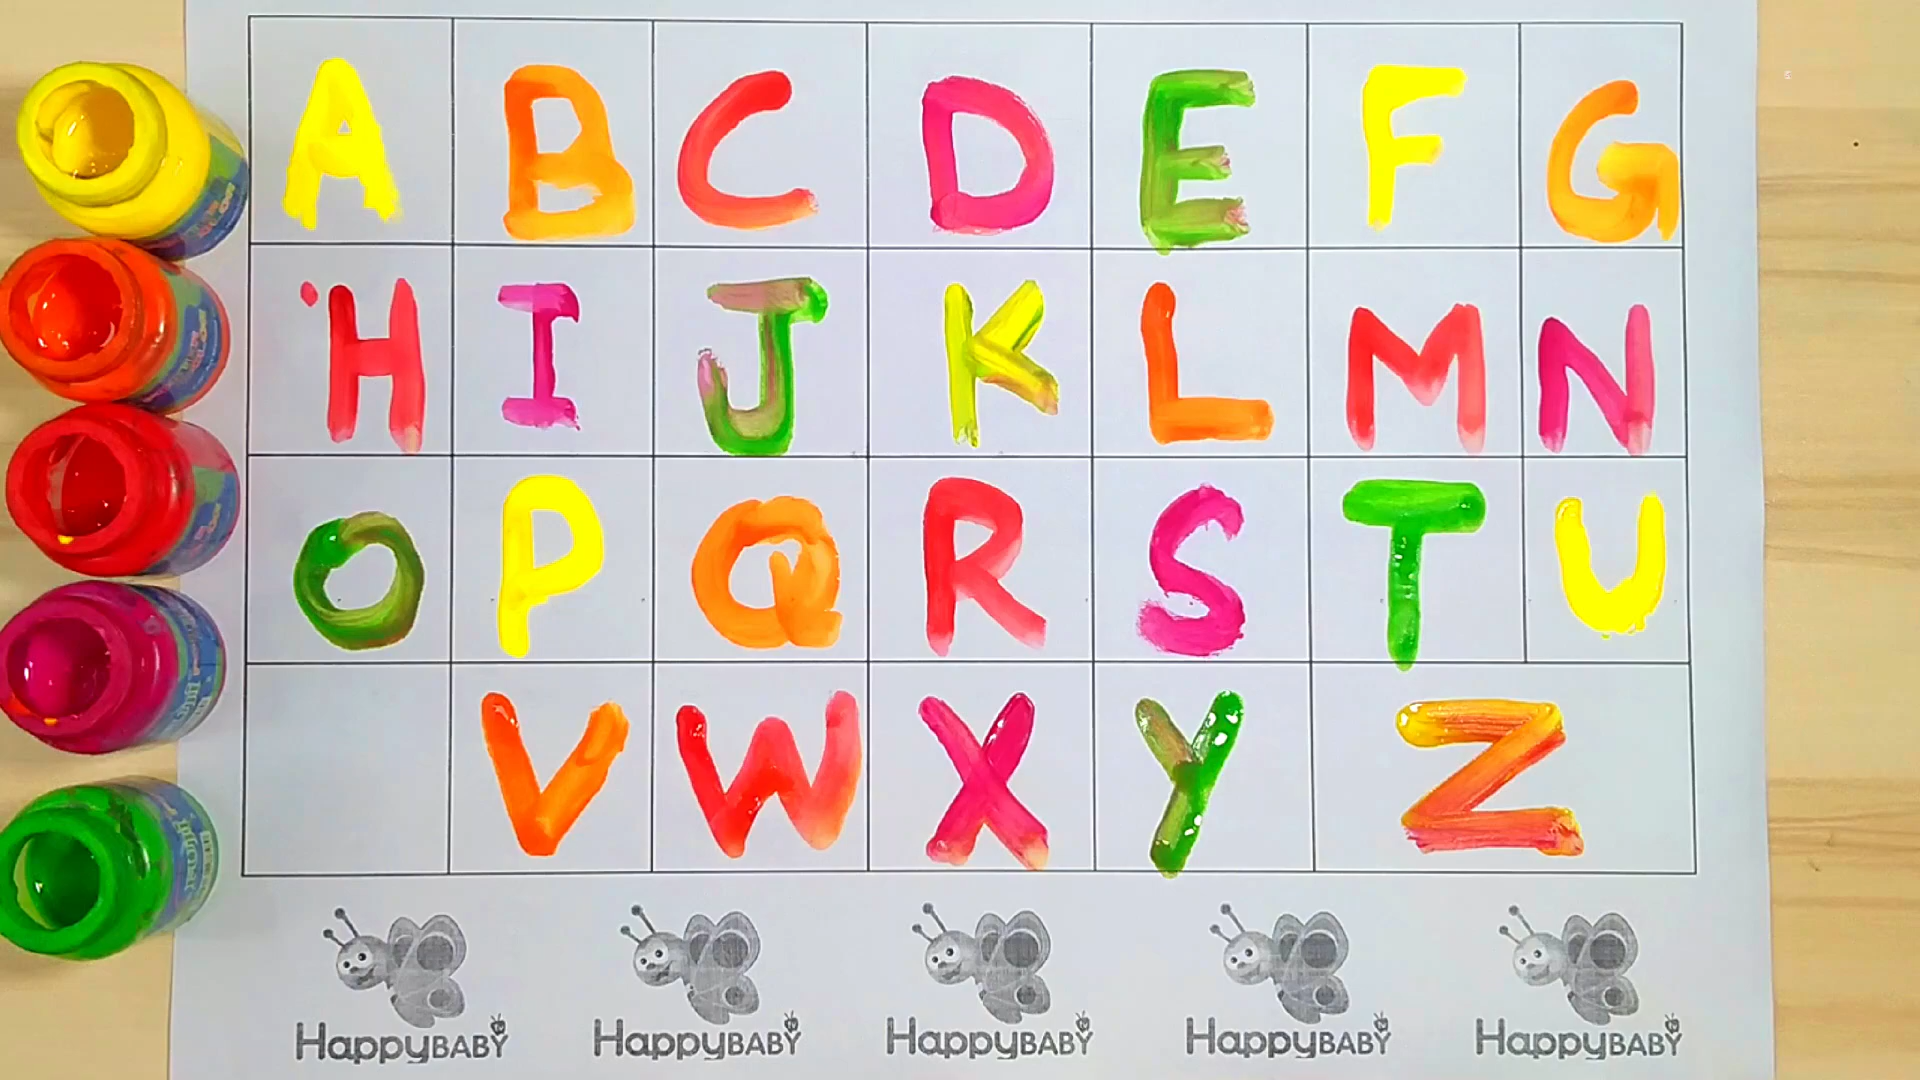 A B C D E F G
H I J K L M N
O P Q R S T U
V W X Y Z
HappyBABY HappyBABY HappyBABY HappyBABY HappyBABY